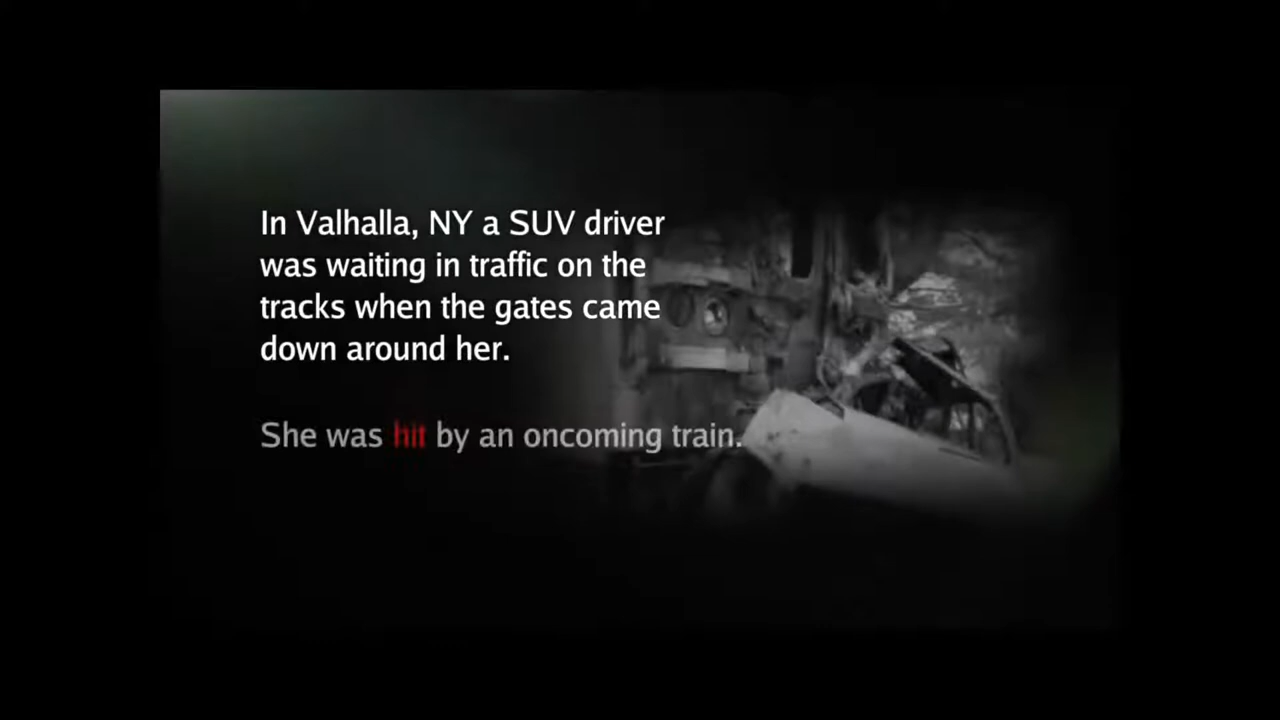 In Valhalla, NY a SUV driver
was waiting in traffic on the
tracks when the gates came
down around her.
She was hit by an oncoming train.